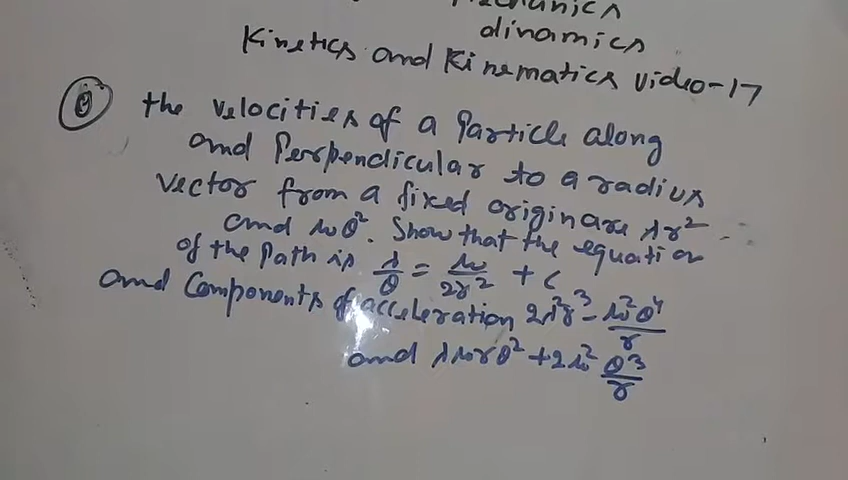 dinamics
Kinetics and Kinematics video-17
the velocities of a Particle along
and Perpendicular to a radius
vector from a fixed origin are λr²
and μθ². Show that the equation
of the Path is λ/θ = μ/2r² + c
and Components of acceleration 2λ²r³ - μ²θ⁴/r
and λμrθ² + 2μ² θ³/r